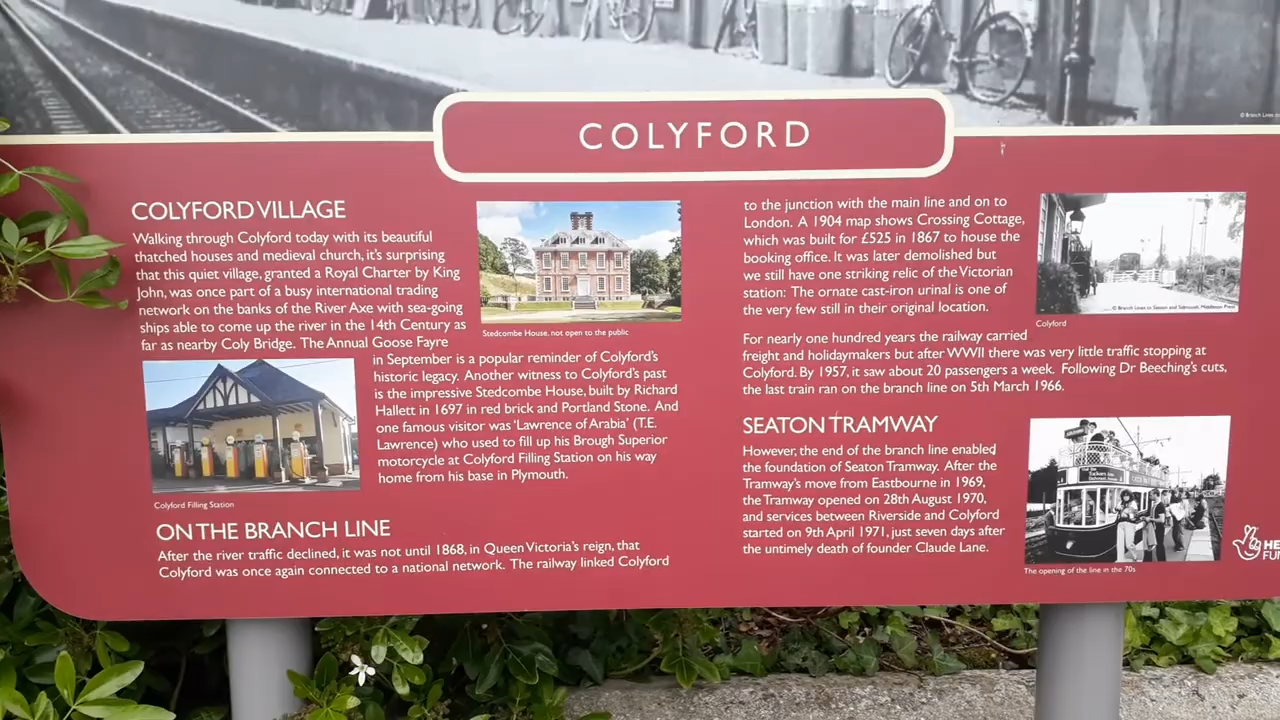 © Branch Lines
COLYFORD
COLYFORD VILLAGE
Walking through Colyford today with its beautiful
thatched houses and medieval church, it's surprising
that this quiet village, granted a Royal Charter by King
John, was once part of a busy international trading
network on the banks of the River Axe with sea-going
ships able to come up the river in the 14th Century as
far as nearby Coly Bridge. The Annual Goose Fayre
in September is a popular reminder of Colyford's
historic legacy. Another witness to Colyford's past
is the impressive Stedcombe House, built by Richard
Hallett in 1697 in red brick and Portland Stone. And
one famous visitor was 'Lawrence of Arabia' (T.E.
Lawrence) who used to fill up his Brough Superior
motorcycle at Colyford Filling Station on his way
home from his base in Plymouth.
Stedcombe House, not open to the public
Colyford Filling Station
ON THE BRANCH LINE
After the river traffic declined, it was not until 1868, in Queen Victoria's reign, that
Colyford was once again connected to a national network. The railway linked Colyford
to the junction with the main line and on to
London. A 1904 map shows Crossing Cottage,
which was built for £525 in 1867 to house the
booking office. It was later demolished but
we still have one striking relic of the Victorian
station: The ornate cast-iron urinal is one of
the very few still in their original location.
© Branch Lines to Seaton and Sidmouth, Middleton Press
Colyford
For nearly one hundred years the railway carried
freight and holidaymakers but after WWII there was very little traffic stopping at
Colyford. By 1957, it saw about 20 passengers a week. Following Dr Beeching's cuts,
the last train ran on the branch line on 5th March 1966.
SEATON TRAMWAY
However, the end of the branch line enabled
the foundation of Seaton Tramway. After the
Tramway's move from Eastbourne in 1969,
the Tramway opened on 28th August 1970,
and services between Riverside and Colyford
started on 9th April 1971, just seven days after
the untimely death of founder Claude Lane.
The opening of the line in the 70s
HE
FUN